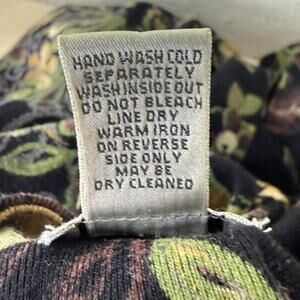 HAND WASH COLD
SEPARATELY
WASH INSIDE OUT
DO NOT BLEACH
LINE DRY
WARM IRON
ON REVERSE
SIDE ONLY
MAY BE
DRY CLEANED